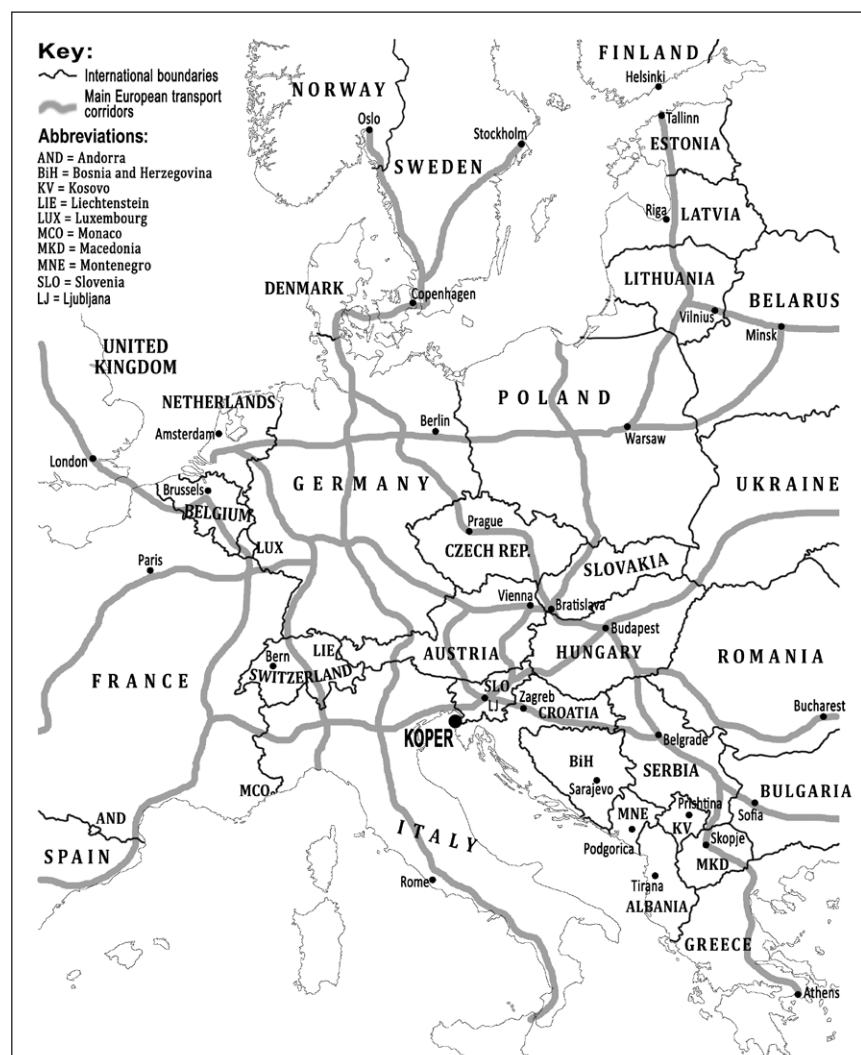 Key:
International boundaries
Main European transport
corridors
Abbreviations:
AND = Andorra
BiH = Bosnia and Herzegovina
KV = Kosovo
LIE = Liechtenstein
LUX = Luxembourg
MCO = Monaco
MKD = Macedonia
MNE = Montenegro
SLO = Slovenia
LJ = Ljubljana
FINLAND
Helsinki
NORWAY
Oslo
Stockholm
SWEDEN
Tallinn
ESTONIA
Riga
LATVIA
LITHUANIA
DENMARK
Copenhagen
BELARUS
Vilnius
Minsk
UNITED
KINGDOM
NETHERLANDS
POLAND
Amsterdam
Berlin
Warsaw
London
Brussels
GERMANY
UKRAINE
BELGIUM
Prague
LUX
CZECH REP.
Paris
SLOVAKIA
Vienna
Bratislava
Budapest
LIE
Bern
SWITZERLAND
AUSTRIA
HUNGARY
ROMANIA
FRANCE
SLO
LJ
Zagreb
CROATIA
Bucharest
KOPER
Belgrade
BiH
SERBIA
MCO
Sarajevo
BULGARIA
AND
Prishtina
MNE
KV
Sofia
SPAIN
ITALY
Podgorica
Skopje
MKD
Rome
Tirana
ALBANIA
GREECE
Athens